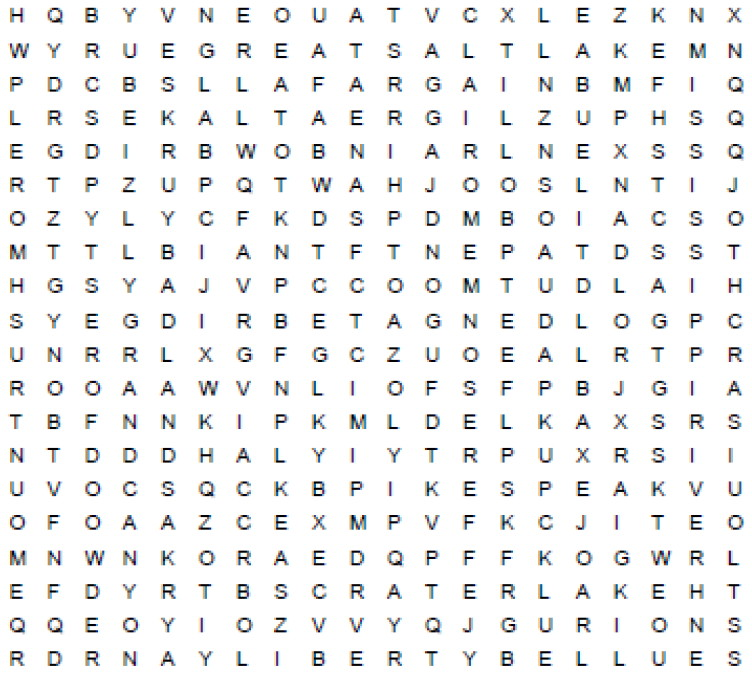 H Q B Y V N E O U A T V C X L E Z K N X
W Y R U E G R E A T S A L T L A K E M N
P D C B S L L A F A R G A I N B M F I Q
L R S E K A L T A E R G I L Z U P H S Q
E G D I R B W O B N I A R L N E X S S Q
R T P Z U P Q T W A H J O O S L N T I J
O Z Y L Y C F K D S P D M B O I A C S O
M T T L B I A N T F T N E P A T D S S T
H G S Y A J V P C C O O M T U D L A I H
S Y E G D I R B E T A G N E D L O G P C
U N R R L X G F G C Z U O E A L R T P R
R O O A A W V N L I O F S F P B J G I A
T B F N N K I P K M L D E L K A X S R S
N T D D D H A L Y I Y T R P U X R S I I
U V O C S Q C K B P I K E S P E A K V U
O F O A A Z C E X M P V F K C J I T E O
M N W N K O R A E D Q P F F K O G W R L
E F D Y R T B S C R A T E R L A K E H T
Q Q E O Y I O Z V V Y Q J G U R I O N S
R D R N A Y L I B E R T Y B E L L U E S